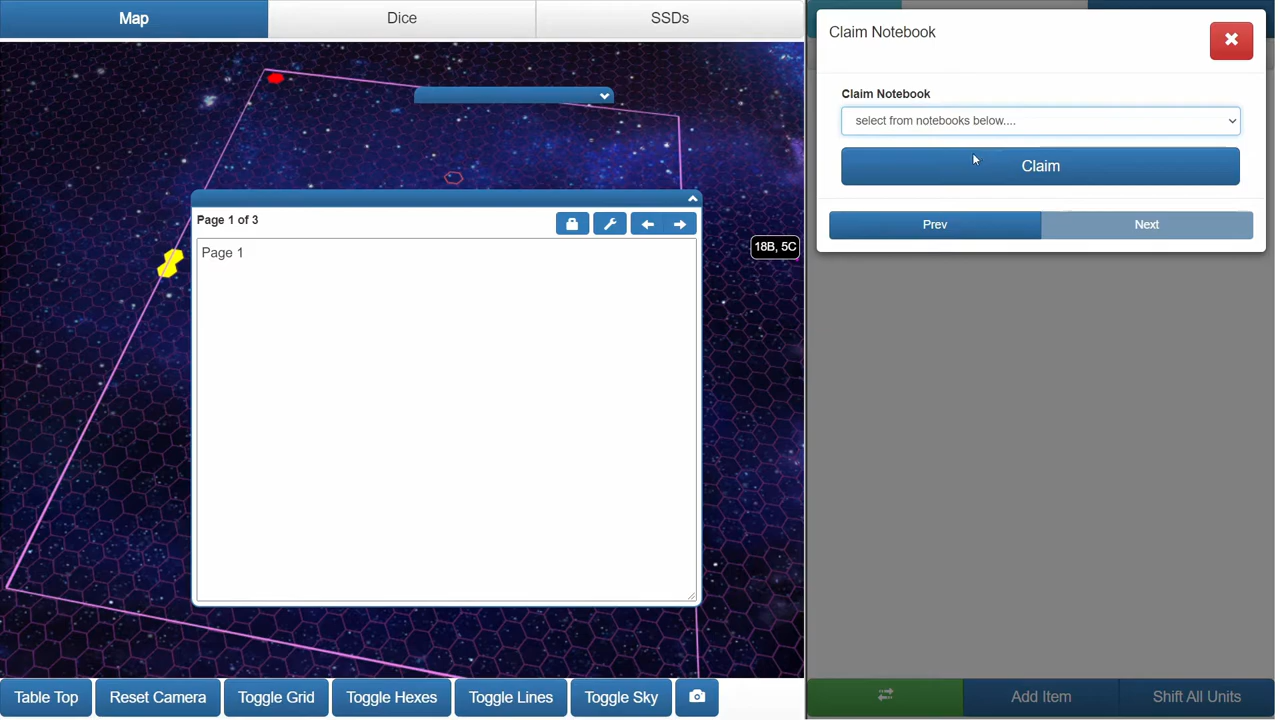 Map
Dice
SSDs
Claim Notebook
Claim Notebook
select from notebooks below....
Claim
Prev
Next
Page 1 of 3
Page 1
18B, 5C
Table Top
Reset Camera
Toggle Grid
Toggle Hexes
Toggle Lines
Toggle Sky
Add Item
Shift All Units